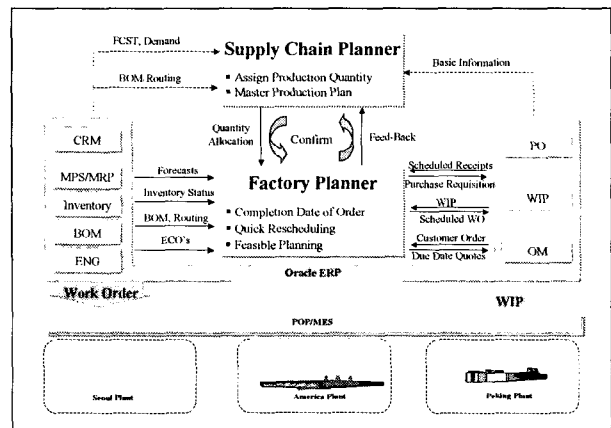 FCST, Demand
BOM Routing
Supply Chain Planner
▪ Assign Production Quantity
▪ Master Production Plan
Basic Information
Quantity
Allocation
Confirm
Feed-Back
CRM
MPS/MRP
Inventory
BOM
ENG
Forecasts
Inventory Status
BOM, Routing
ECO's
Factory Planner
▪ Completion Date of Order
▪ Quick Rescheduling
▪ Feasible Planning
Scheduled Receipts
Purchase Requisition
WIP
Scheduled WO
Customer Order
Due Date Quotes
PO
WIP
OM
Oracle ERP
Work Order
WIP
POP/MES
Seoul Plant
America Plant
Peking Plant